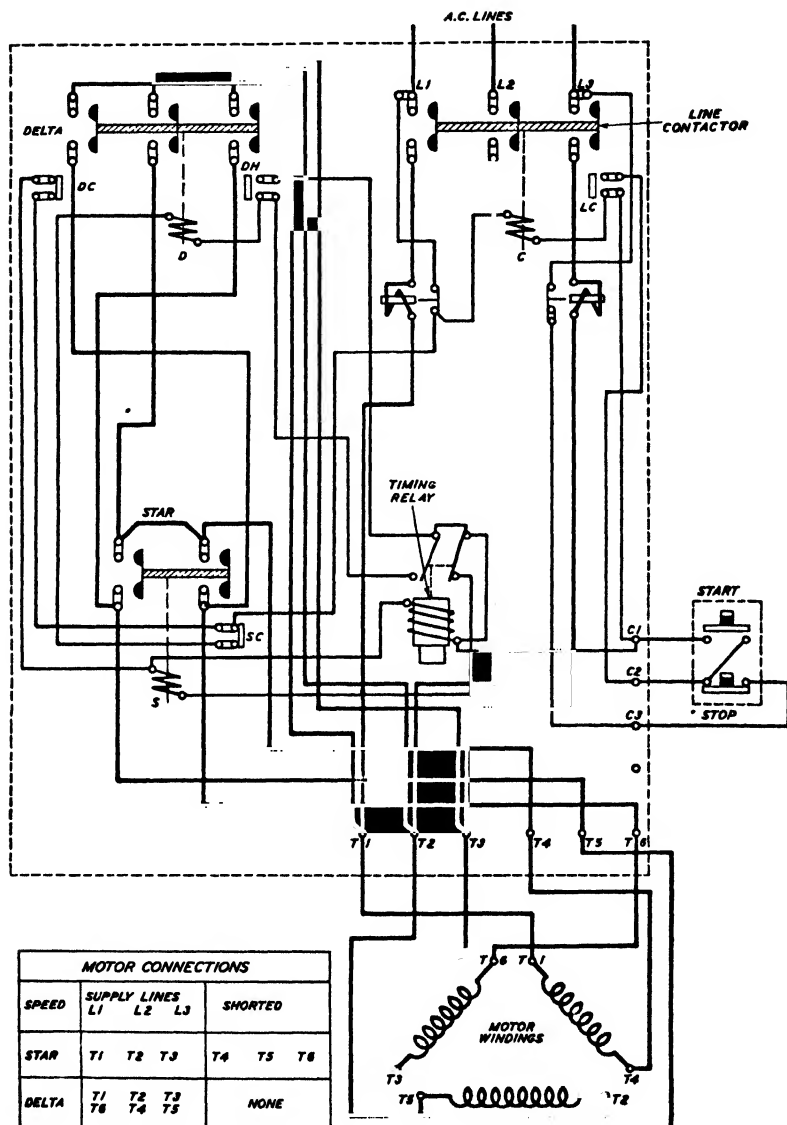 A.C. LINES
L1 L2 L3
DELTA
LINE CONTACTOR
DH
DC
LC
D
C
TIMING RELAY
STAR
START
SC
C1
C2
S
STOP
C3
T1 T2 T3 T4 T5 T6
T6 T1
MOTOR WINDINGS
T3 T4
T5 T2
MOTOR CONNECTIONS
SPEED SUPPLY LINES L1 L2 L3 SHORTED
STAR T1 T2 T3 T4 T5 T6
DELTA T1 T2 T3 NONE
T6 T4 T5